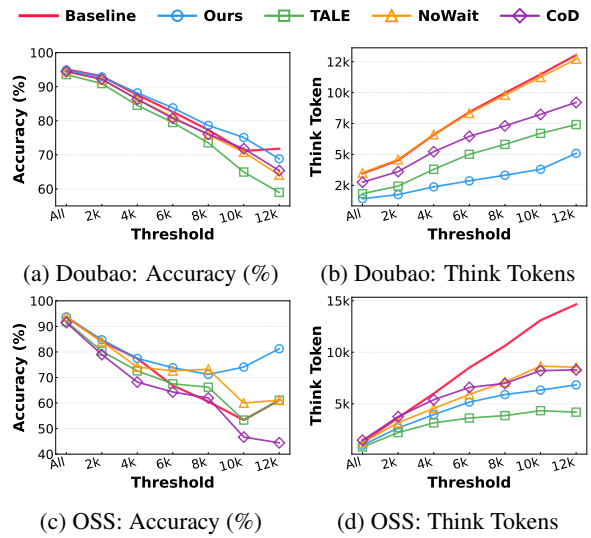 Baseline Ours TALE NoWait CoD
100
90
80
70
60
Accuracy (%)
All 2k 4k 6k 8k 10k 12k
Threshold
12k
10k
7k
5k
2k
Think Token
All 2k 4k 6k 8k 10k 12k
Threshold
(a) Doubao: Accuracy (%)
(b) Doubao: Think Tokens
100
90
80
70
60
50
40
Accuracy (%)
All 2k 4k 6k 8k 10k 12k
Threshold
15k
10k
5k
Think Token
All 2k 4k 6k 8k 10k 12k
Threshold
(c) OSS: Accuracy (%)
(d) OSS: Think Tokens